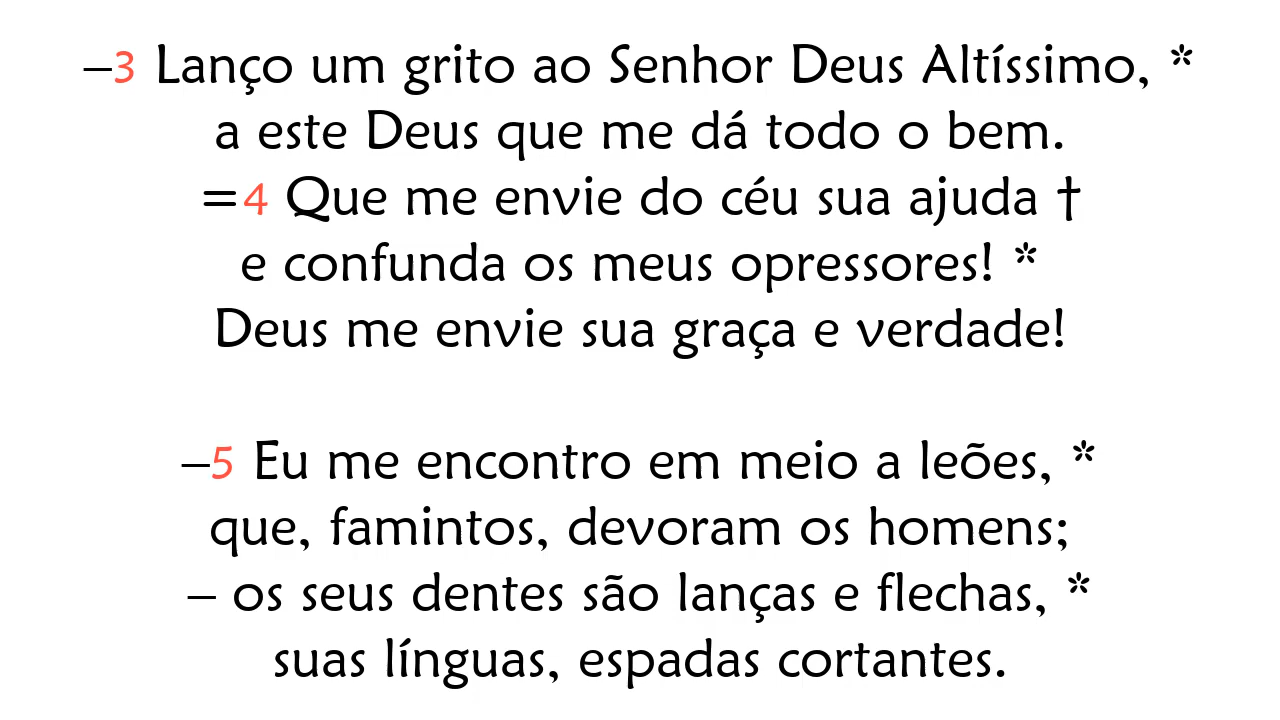 –3 Lanço um grito ao Senhor Deus Altíssimo, *
a este Deus que me dá todo o bem.
=4 Que me envie do céu sua ajuda †
e confunda os meus opressores! *
Deus me envie sua graça e verdade!
–5 Eu me encontro em meio a leões, *
que, famintos, devoram os homens;
– os seus dentes são lanças e flechas, *
suas línguas, espadas cortantes.